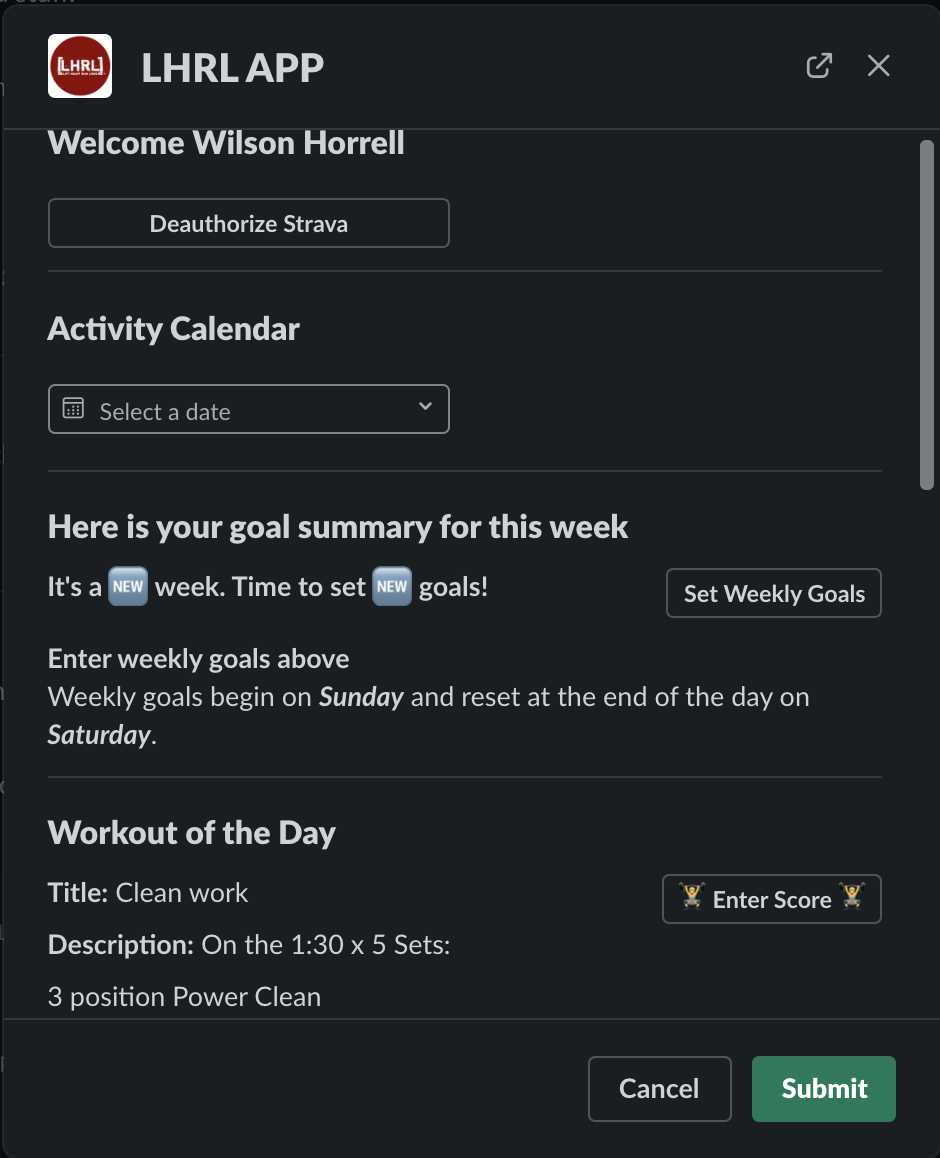 [LHRL]
LHRL APP
Welcome Wilson Horrell
Deauthorize Strava
Activity Calendar
Select a date
Here is your goal summary for this week
It's a NEW week. Time to set NEW goals!
Set Weekly Goals
Enter weekly goals above
Weekly goals begin on Sunday and reset at the end of the day on
Saturday.
Workout of the Day
Title: Clean work
Enter Score
Description: On the 1:30 x 5 Sets:
3 position Power Clean
Cancel
Submit